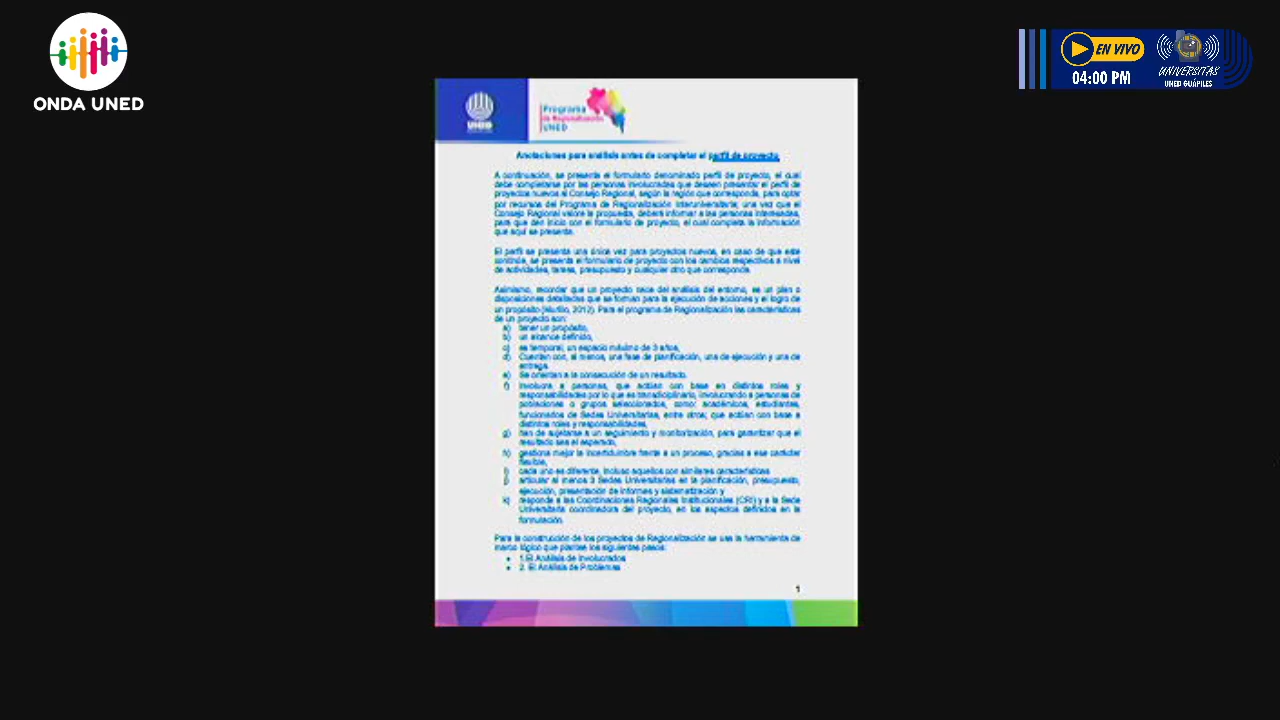 ONDA UNED
EN VIVO
04:00 PM
UNIVERSITAS
UNED GUÁPILES
UNED
Programa
de Regionalización
UNED
Anotaciones para análisis antes de completar el perfil de proyecto.
A continuación, se presenta el formulario denominado perfil de proyecto, el cual
debe completarse por las personas involucradas que deseen presentar el perfil de
proyectos nuevos al Consejo Regional, según la región que corresponda, para optar
por recursos del Programa de Regionalización Interuniversitaria; una vez que el
Consejo Regional valore la propuesta, deberá informar a las personas interesadas,
para que den inicio con el formulario de proyecto, el cual completa la información
que aquí se presenta.
El perfil se presenta una única vez para proyectos nuevos, en caso de que este
continúe, se presenta el formulario de proyecto con los cambios respectivos a nivel
de actividades, tareas, presupuesto y cualquier otro que corresponda.
Asimismo, recordar que un proyecto nace del análisis del entorno, es un plan o
disposiciones detalladas que se forman para la ejecución de acciones y el logro de
un propósito (Murillo, 2012). Para el programa de Regionalización las características
de un proyecto son:
a) tener un propósito,
b) un alcance definido,
c) es temporal, un espacio máximo de 3 años,
d) Cuentan con, al menos, una fase de planificación, una de ejecución y una de
entrega.
e) Se orientan a la consecución de un resultado.
f) Involucra a personas, que actúan con base en distintos roles y
responsabilidades por lo que es transdiciplinario, involucrando a personas de
poblaciones o grupos seleccionados, como: académicos, estudiantes,
funcionarios de Sedes Universitarias, entre otros; que actúan con base a
distintos roles y responsabilidades,
g) han de sujetarse a un seguimiento y monitorización, para garantizar que el
resultado sea el esperado,
h) gestiona mejor la incertidumbre frente a un proceso, gracias a ese carácter
flexible,
i) cada uno es diferente, incluso aquellos con similares características
j) articular al menos 3 Sedes Universitarias en la planificación, presupuesto,
ejecución, presentación de informes y sistematización y
k) responde a las Coordinaciones Regionales Institucionales (CRI) y a la Sede
Universitaria coordinadora del proyecto, en los aspectos definidos en la
formulación.
Para la construcción de los proyectos de Regionalización se usa la herramienta de
marco lógico que plantea los siguientes pasos:
• 1.El Análisis de Involucrados
• 2. El Análisis de Problemas
1